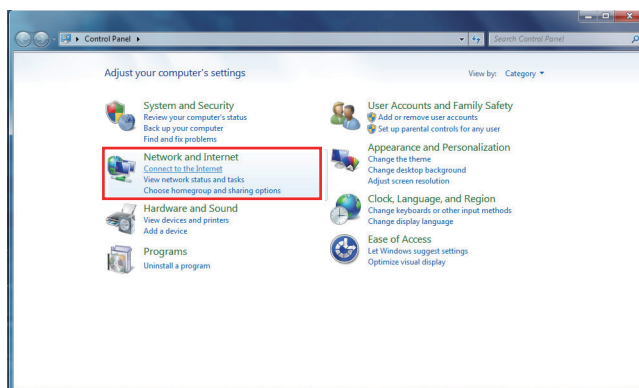 Control Panel
Search Control Panel
Adjust your computer's settings
View by: Category
System and Security
Review your computer's status
Back up your computer
Find and fix problems
Network and Internet
Connect to the Internet
View network status and tasks
Choose homegroup and sharing options
Hardware and Sound
View devices and printers
Add a device
Programs
Uninstall a program
User Accounts and Family Safety
Add or remove user accounts
Set up parental controls for any user
Appearance and Personalization
Change the theme
Change desktop background
Adjust screen resolution
Clock, Language, and Region
Change keyboards or other input methods
Change display language
Ease of Access
Let Windows suggest settings
Optimize visual display